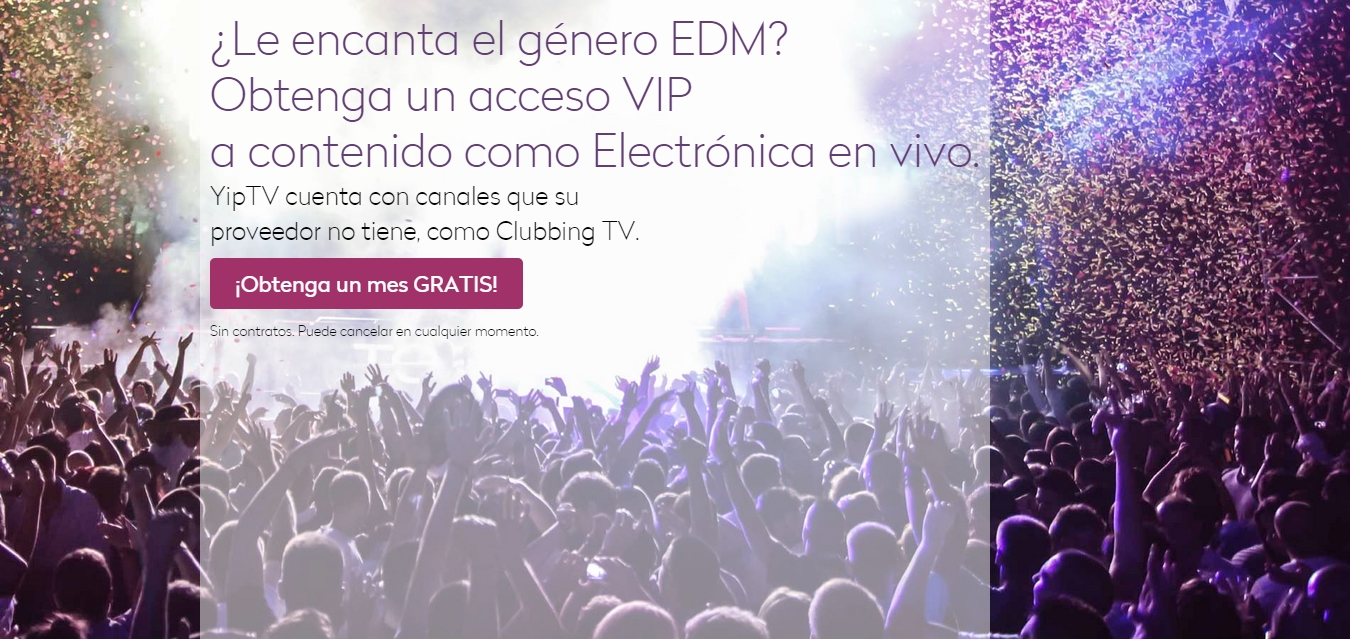 ¿Le encanta el género EDM?
Obtenga un acceso VIP
a contenido como Electrónica en vivo.
YipTV cuenta con canales que su
proveedor no tiene, como Clubbing TV.
¡Obtenga un mes GRATIS!
Sin contratos. Puede cancelar en cualquier momento.